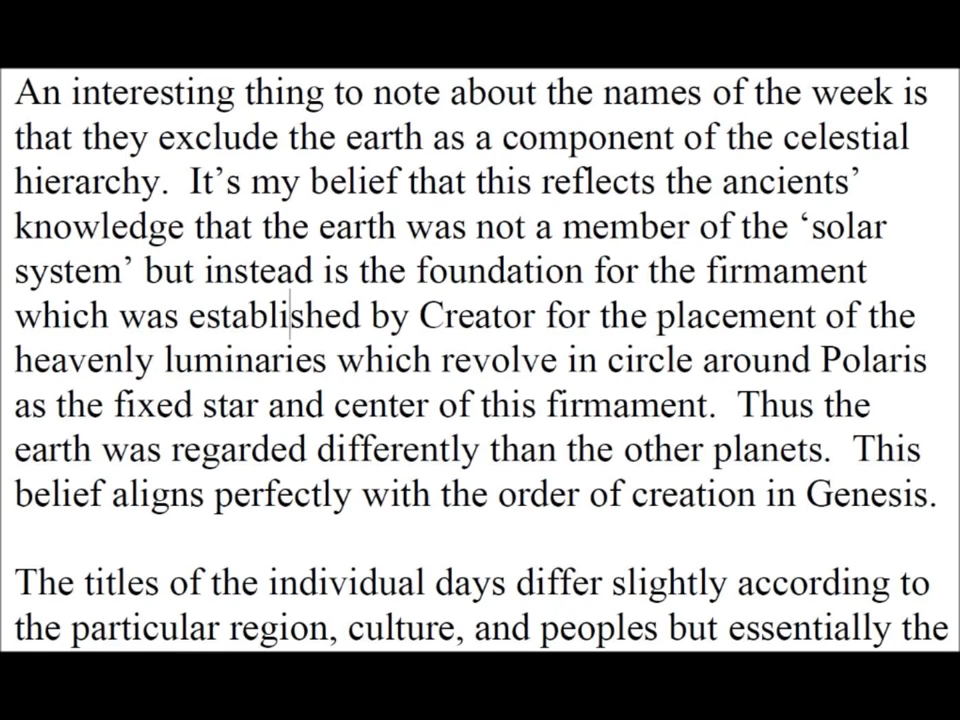 An interesting thing to note about the names of the week is
that they exclude the earth as a component of the celestial
hierarchy.  It’s my belief that this reflects the ancients’
knowledge that the earth was not a member of the ‘solar
system’ but instead is the foundation for the firmament
which was established by Creator for the placement of the
heavenly luminaries which revolve in circle around Polaris
as the fixed star and center of this firmament.  Thus the
earth was regarded differently than the other planets.  This
belief aligns perfectly with the order of creation in Genesis.
The titles of the individual days differ slightly according to
the particular region, culture, and peoples but essentially the